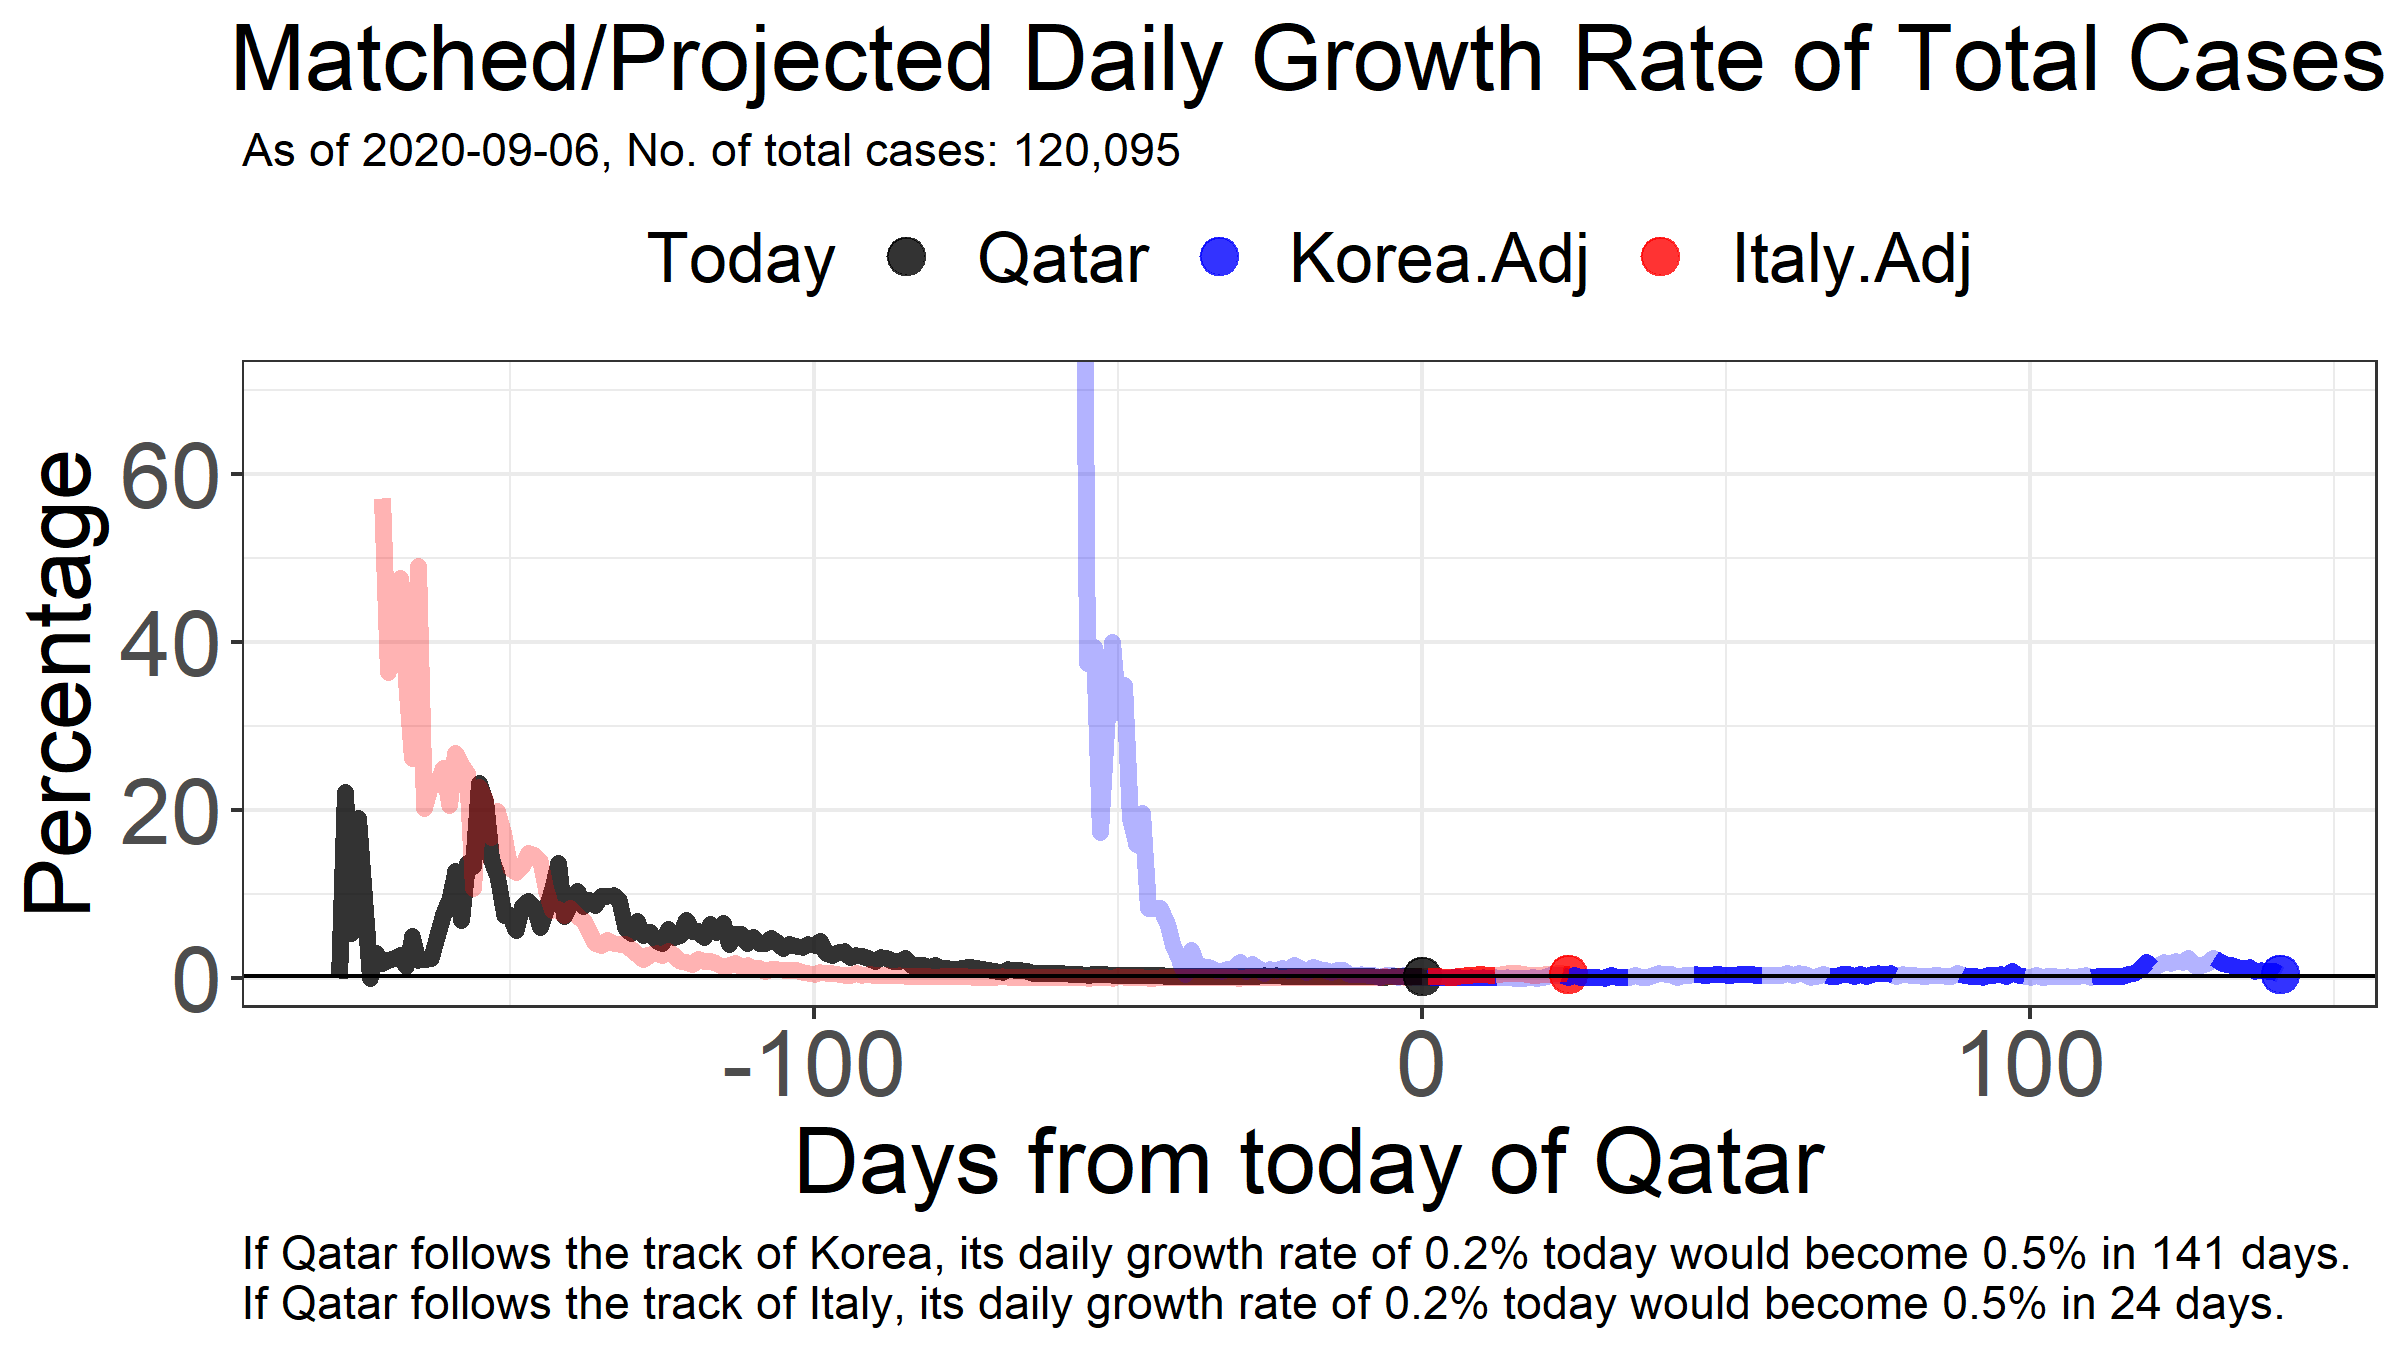 Matched/Projected Daily Growth Rate of Total Cases
As of 2020-09-06, No. of total cases: 120,095
Today Qatar Korea.Adj Italy.Adj
Percentage
60
40
20
0
-100 0 100
Days from today of Qatar
If Qatar follows the track of Korea, its daily growth rate of 0.2% today would become 0.5% in 141 days.
If Qatar follows the track of Italy, its daily growth rate of 0.2% today would become 0.5% in 24 days.